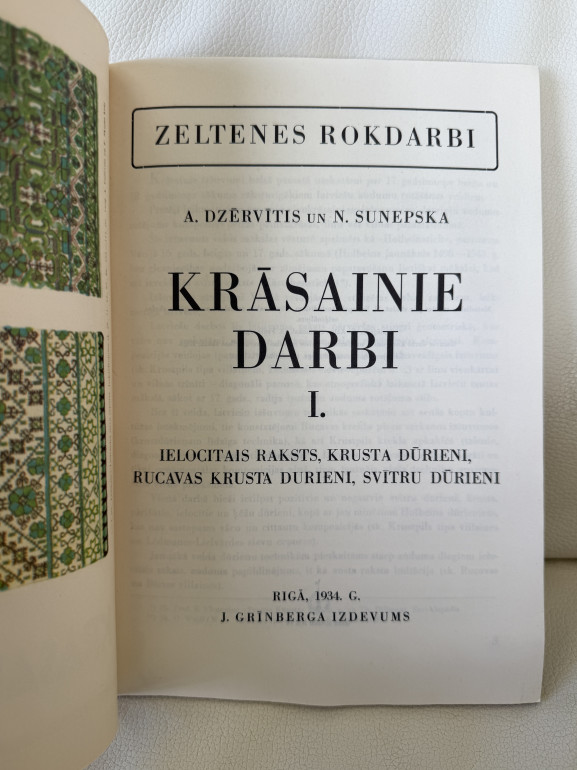 ZELTENES ROKDARBI
A. DZĒRVĪTIS UN N. SUNEPSKA
KRĀSAINIE
DARBI
I.
IELOCITAIS RAKSTS, KRUSTA DŪRIENI,
RUCAVAS KRUSTA DURIENI, SVĪTRU DŪRIENI
RIGĀ, 1934. G.
J. GRĪNBERGA IZDEVUMS